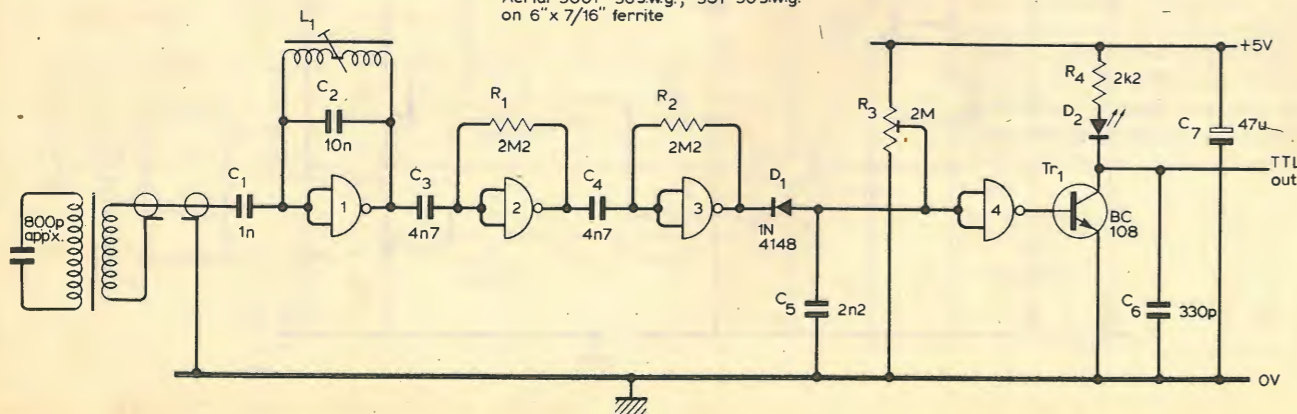 Aerial 300T 36s.w.g., 35T 36s.w.g.
on 6"x 7/16" ferrite
L1
C2
10n
R1
2M2
R2
2M2
R3
2M
+5V
R4
2k2
D2
C7
47u
TTL
out
Tr1
BC
108
800p
app'x.
C1
1n
1
C3
4n7
2
C4
4n7
3
D1
1N
4148
4
C5
2n2
C6
330p
0V